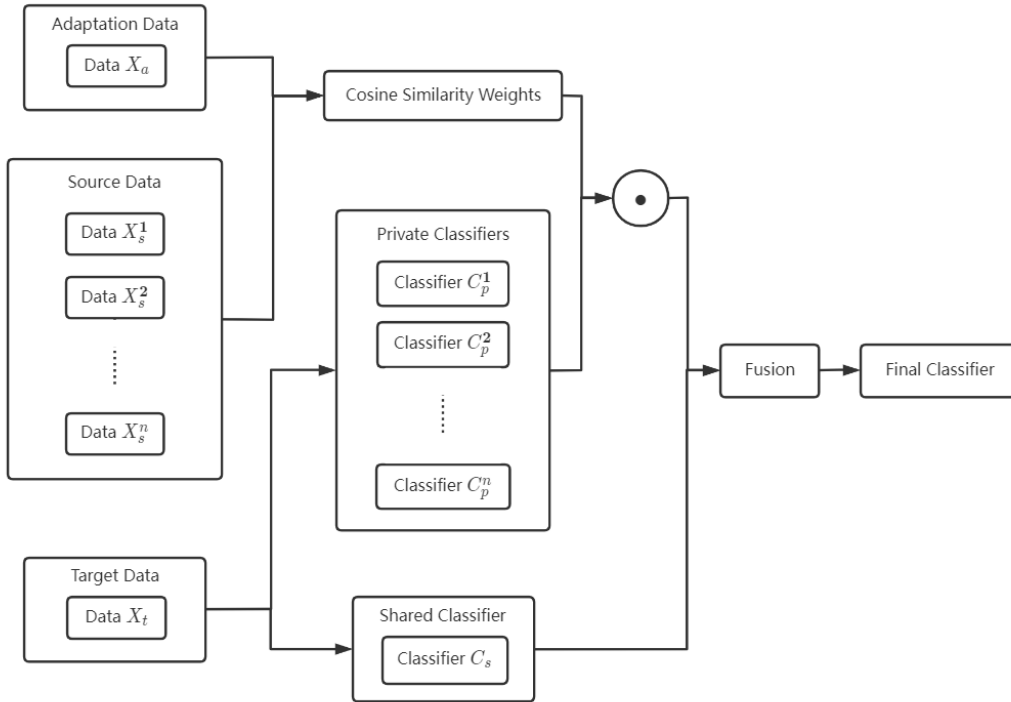 Adaptation Data
Data $X_a$
Cosine Similarity Weights
Source Data
Data $X_s^1$
Data $X_s^2$
Data $X_s^n$
Private Classifiers
Classifier $C_p^1$
Classifier $C_p^2$
Classifier $C_p^n$
Fusion
Final Classifier
Target Data
Data $X_t$
Shared Classifier
Classifier $C_s$